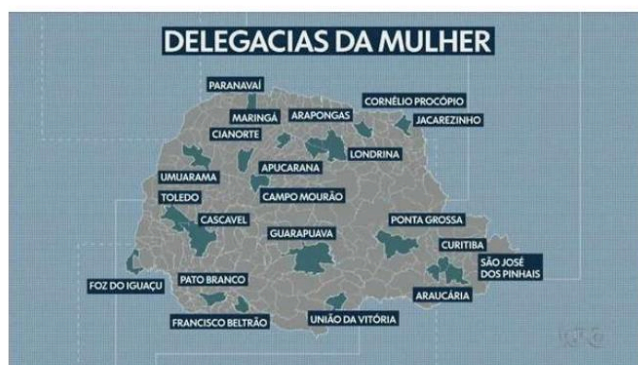 DELEGACIAS DA MULHER
PARANAVAÍ
CORNÉLIO PROCÓPIO
MARINGÁ
ARAPONGAS
JACAREZINHO
CIANORTE
LONDRINA
APUCARANA
UMUARAMA
CAMPO MOURÃO
TOLEDO
CASCAVEL
PONTA GROSSA
GUARAPUAVA
CURITIBA
SÃO JOSÉ
DOS PINHAIS
PATO BRANCO
FOZ DO IGUAÇU
ARAUCÁRIA
FRANCISCO BELTRÃO
UNIÃO DA VITÓRIA